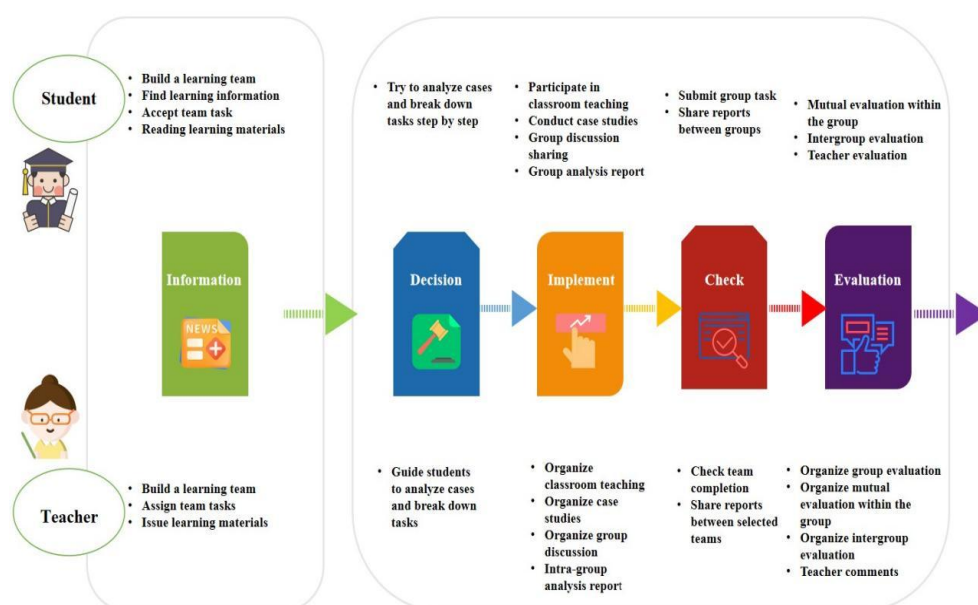 Student
• Build a learning team
• Find learning information
• Accept team task
• Reading learning materials
• Try to analyze cases
and break down
tasks step by step
• Participate in
classroom teaching
• Conduct case studies
• Group discussion
sharing
• Group analysis report
• Submit group task
• Share reports
between groups
• Mutual evaluation within
the group
• Intergroup evaluation
• Teacher evaluation
Information
NEWS
Decision
Implement
Check
Evaluation
Teacher
• Build a learning team
• Assign team tasks
• Issue learning materials
• Guide students
to analyze cases
and break down
tasks
• Organize
classroom teaching
• Organize case
studies
• Organize group
discussion
• Intra-group
analysis report
• Check team
completion
• Share reports
between selected
teams
• Organize group evaluation
• Organize mutual
evaluation within the
group
• Organize intergroup
evaluation
• Teacher comments